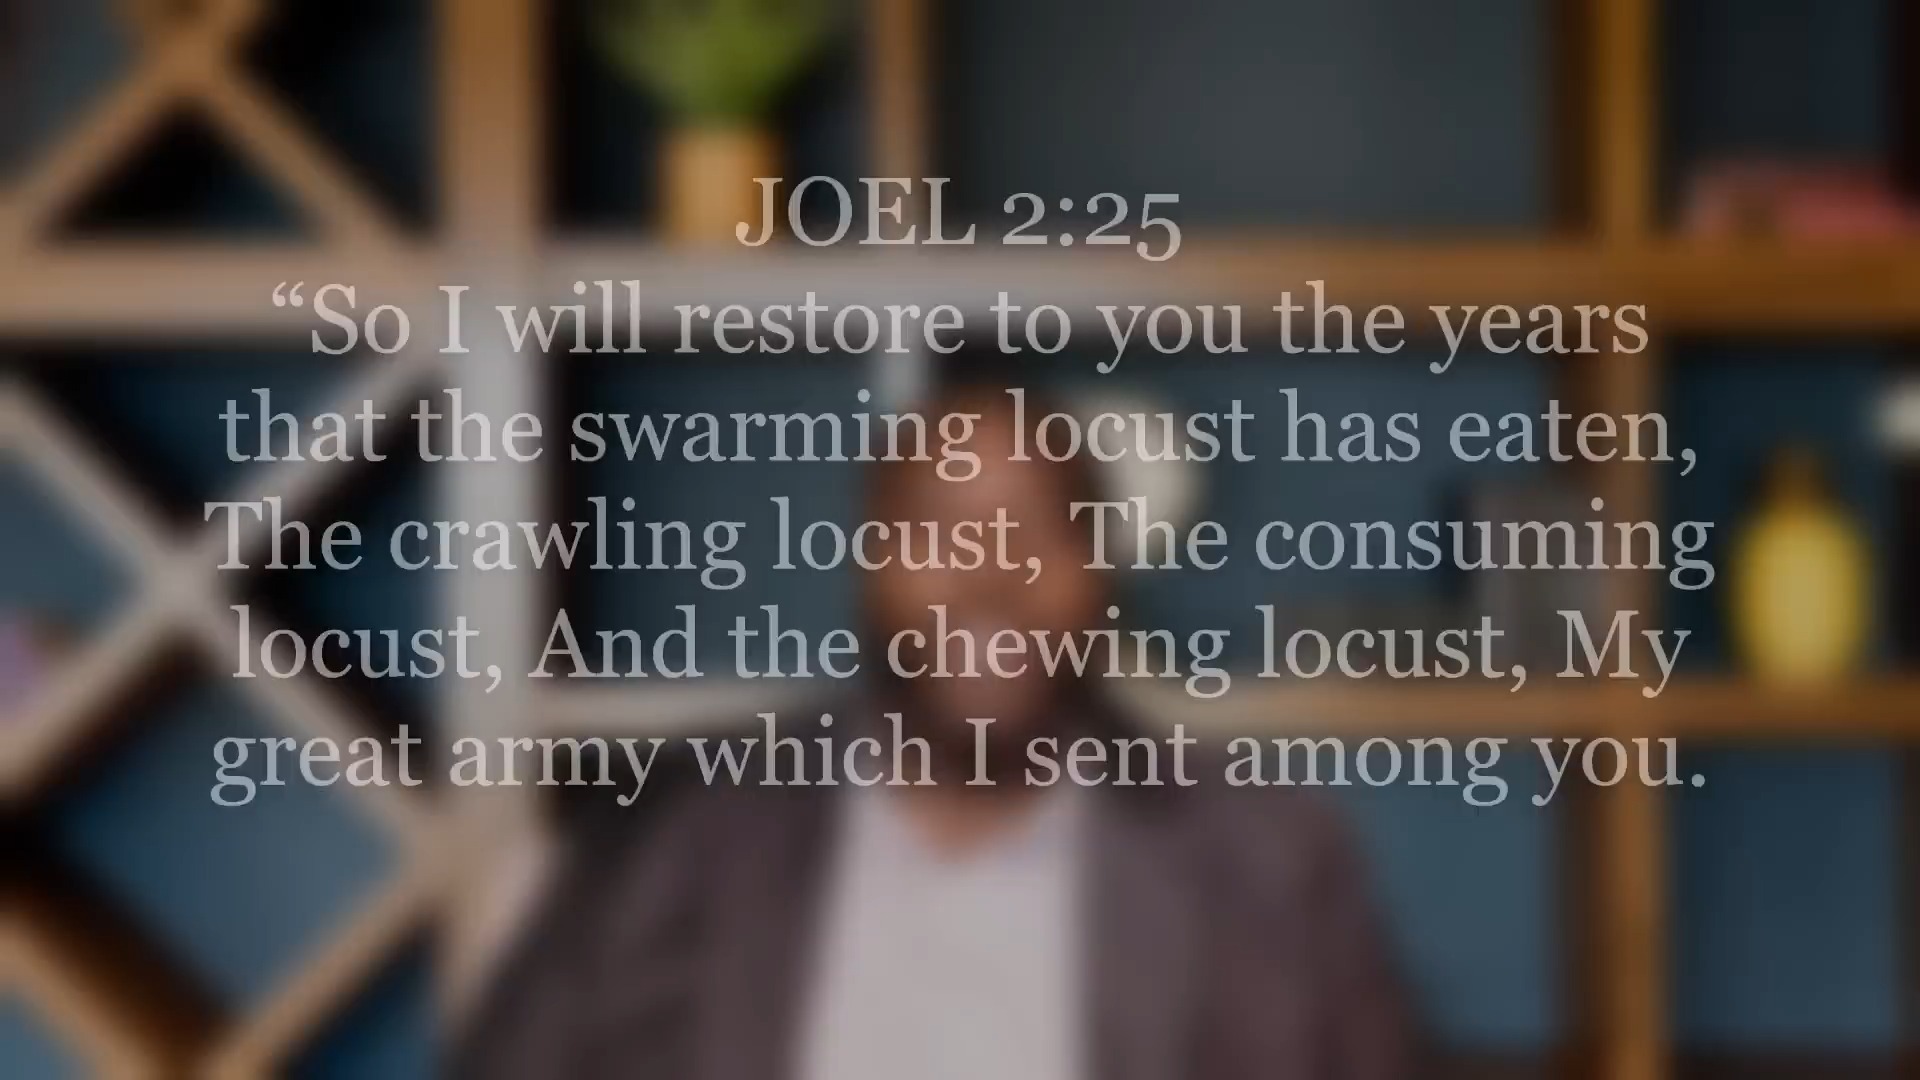 JOEL 2:25
“So I will restore to you the years
that the swarming locust has eaten,
The crawling locust, The consuming
locust, And the chewing locust, My
great army which I sent among you.